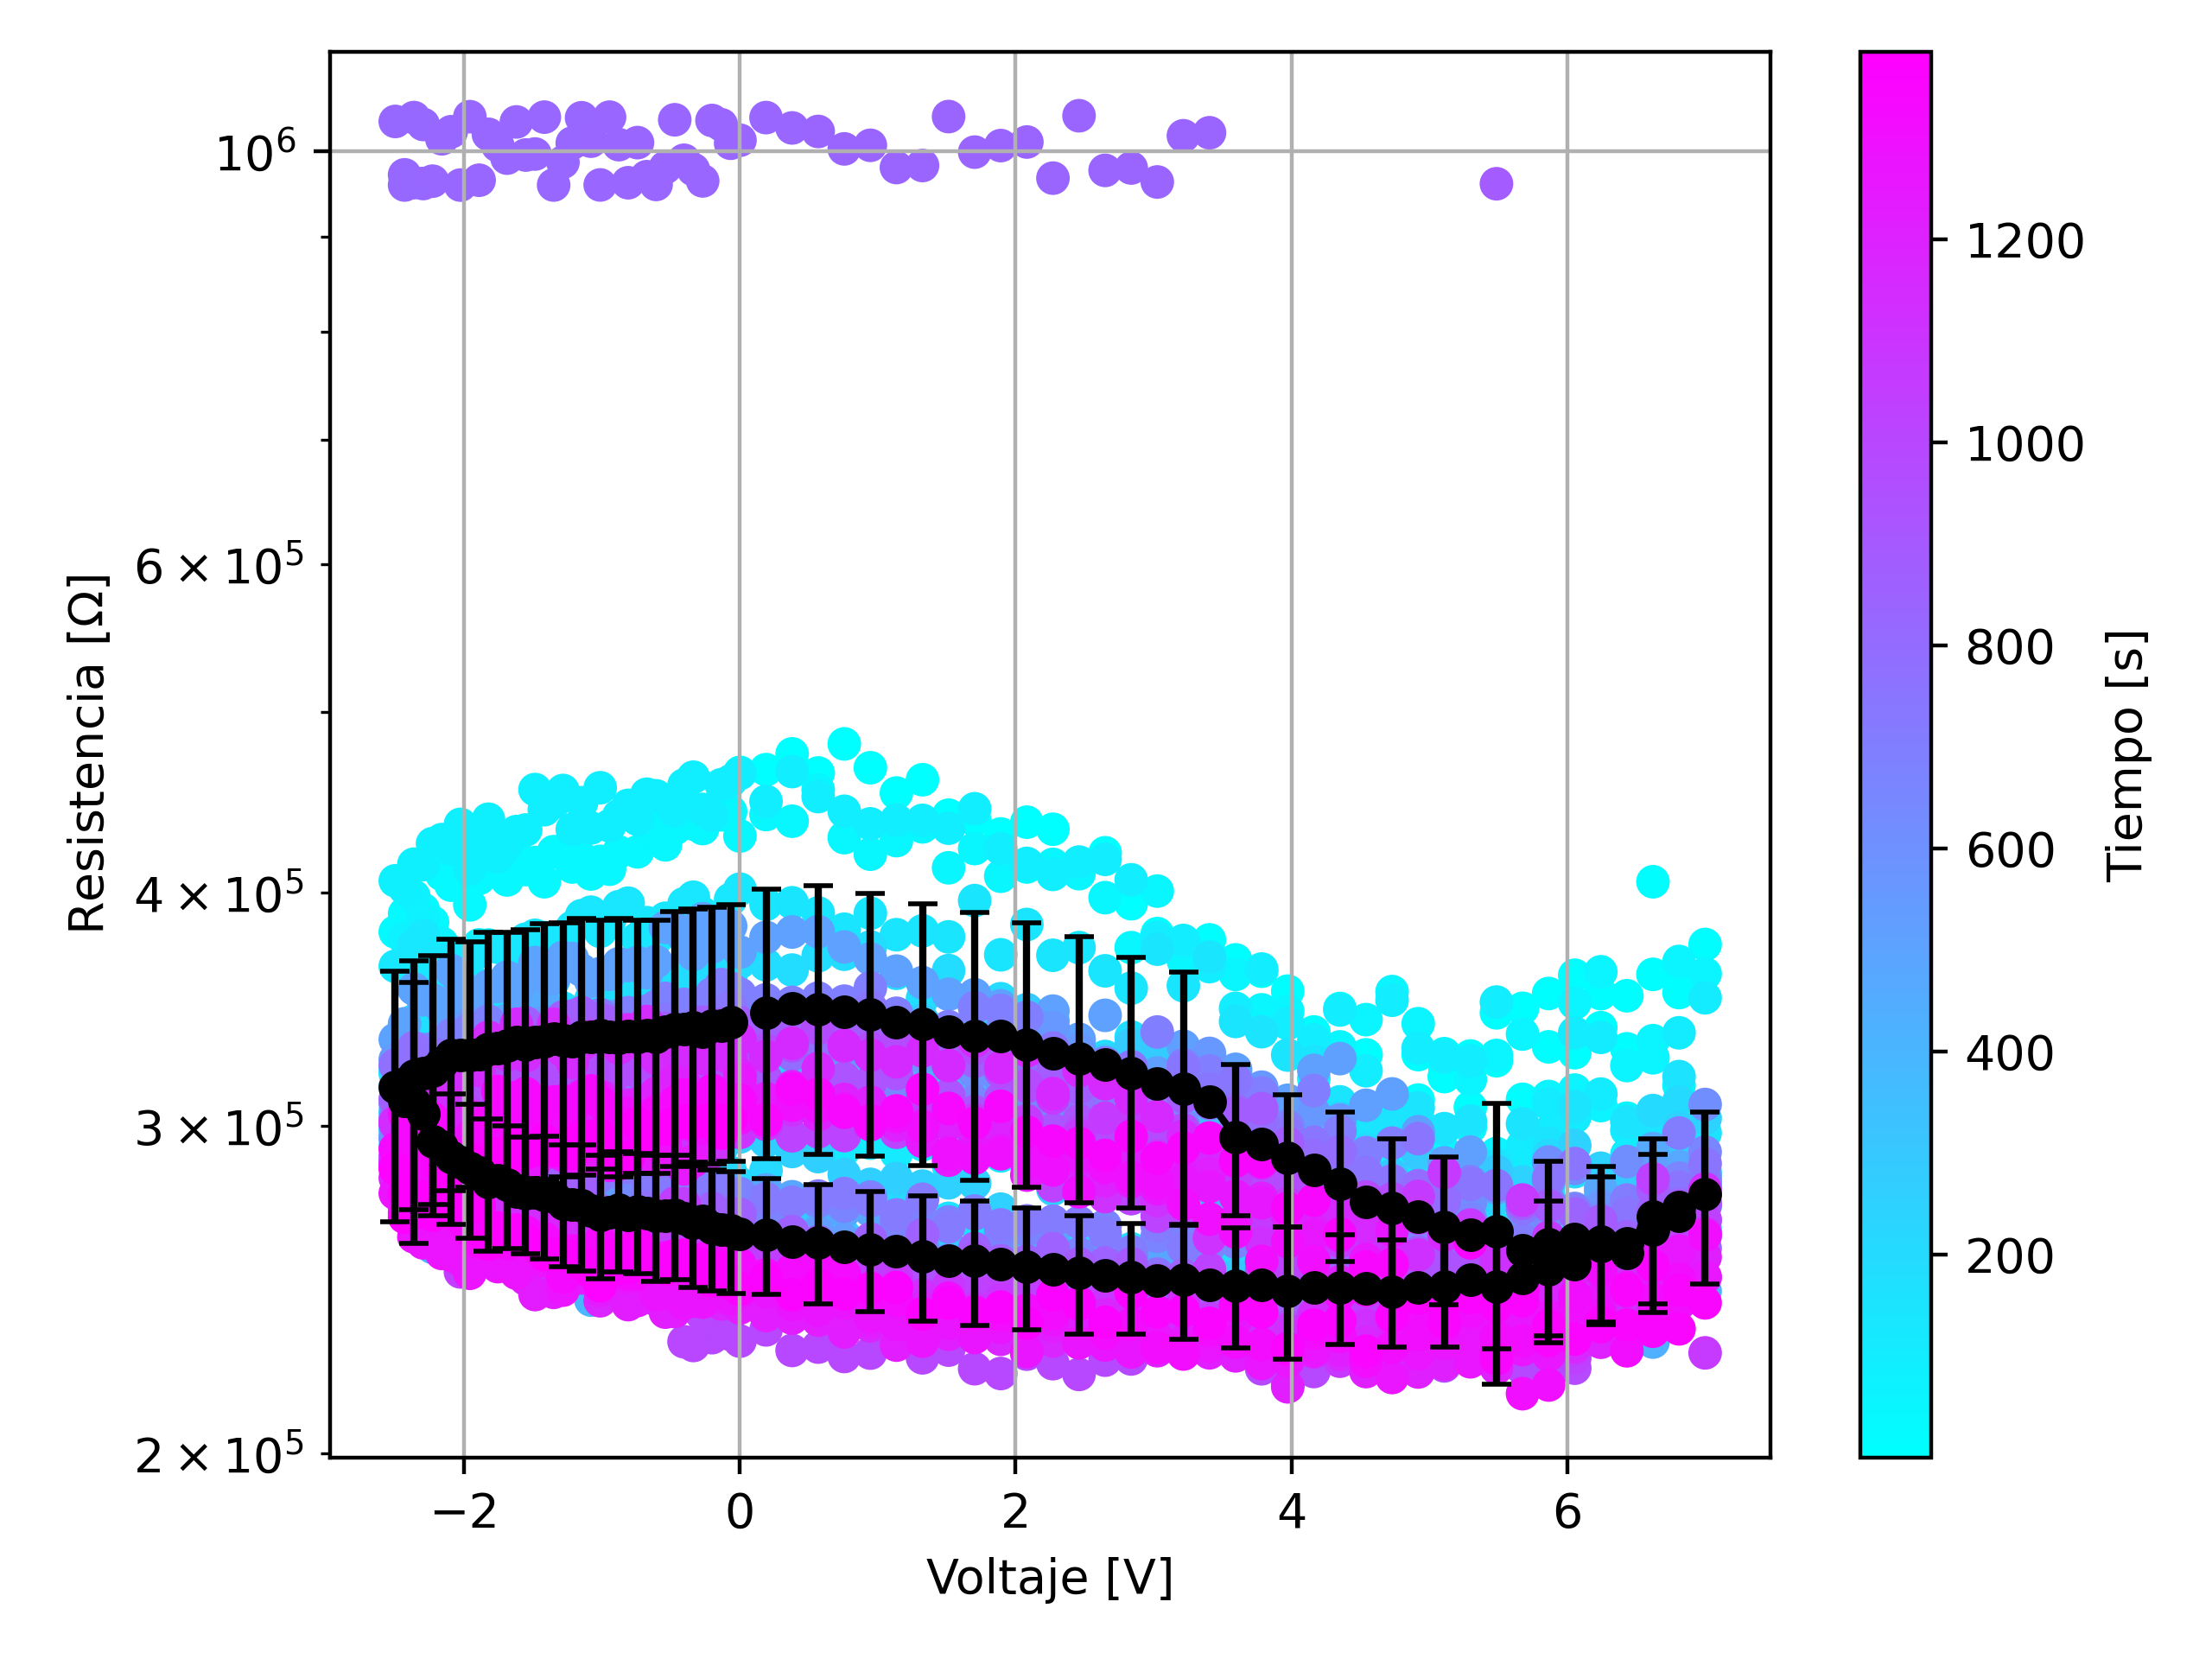 10^6
6 × 10^5
4 × 10^5
3 × 10^5
2 × 10^5
Resistencia [Ω]
−2 0 2 4 6
Voltaje [V]
1200
1000
800
600
400
200
Tiempo [s]